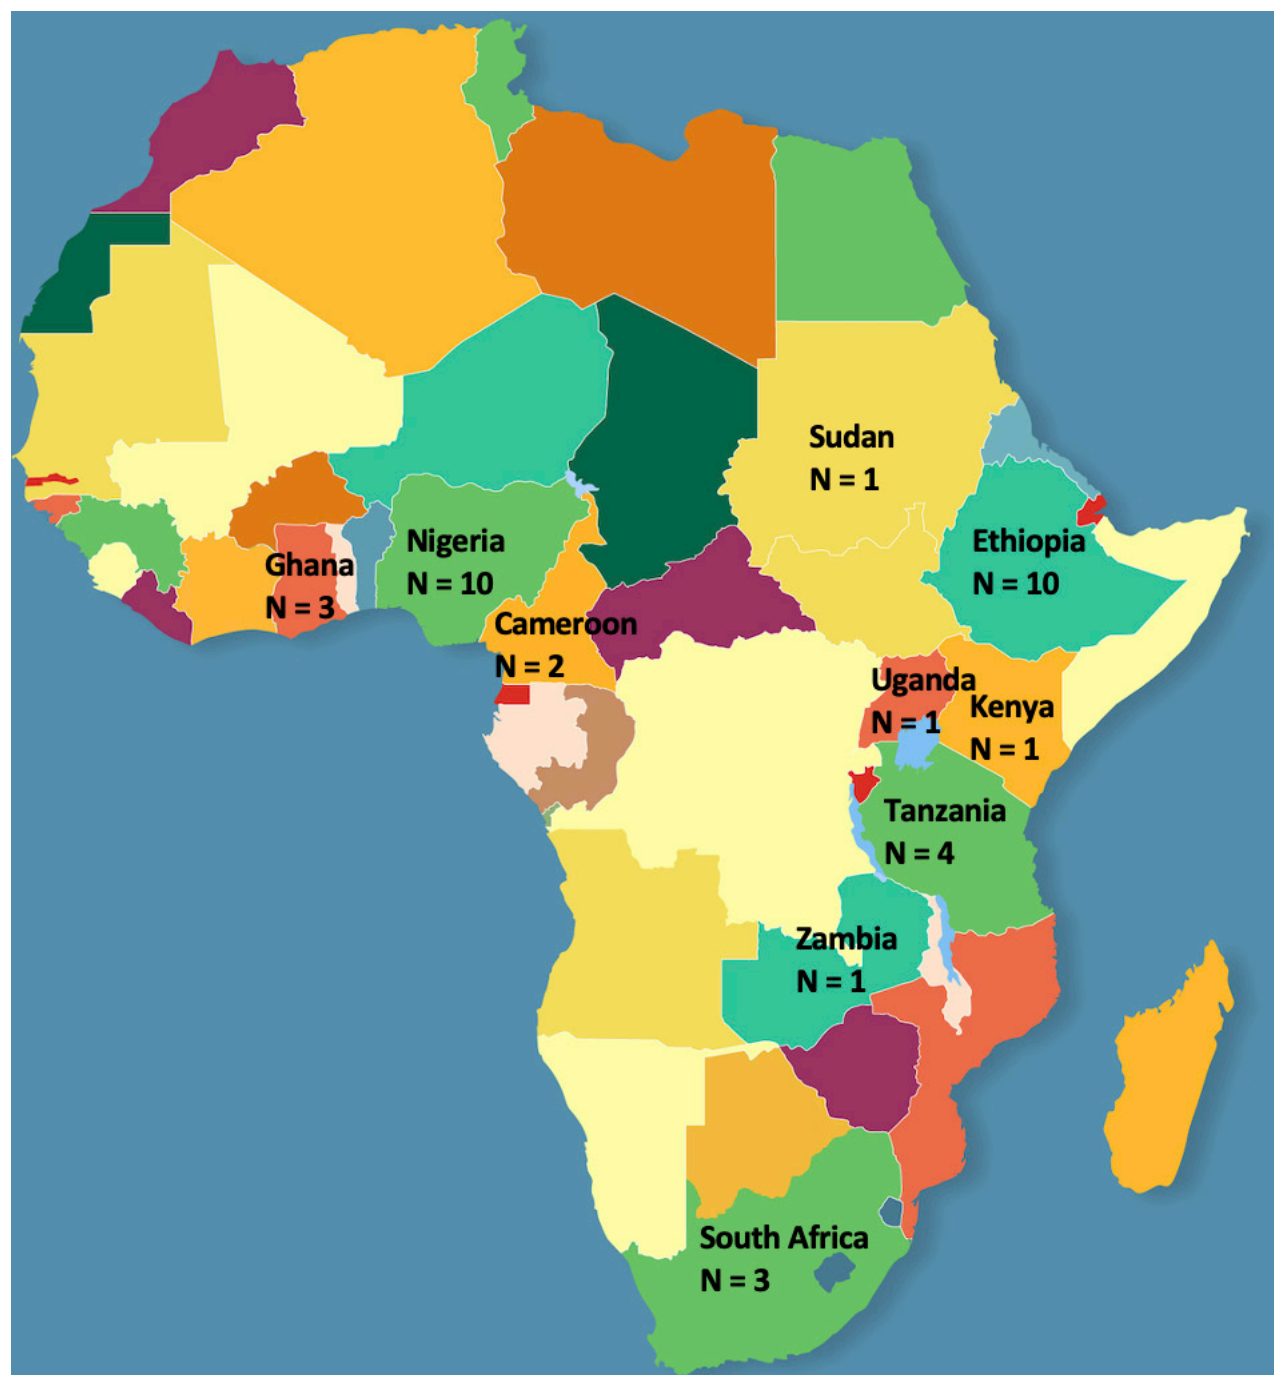 Sudan
N = 1
Nigeria
N = 10
Ethiopia
N = 10
Ghana
N = 3
Cameroon
N = 2
Uganda
N = 1
Kenya
N = 1
Tanzania
N = 4
Zambia
N = 1
South Africa
N = 3